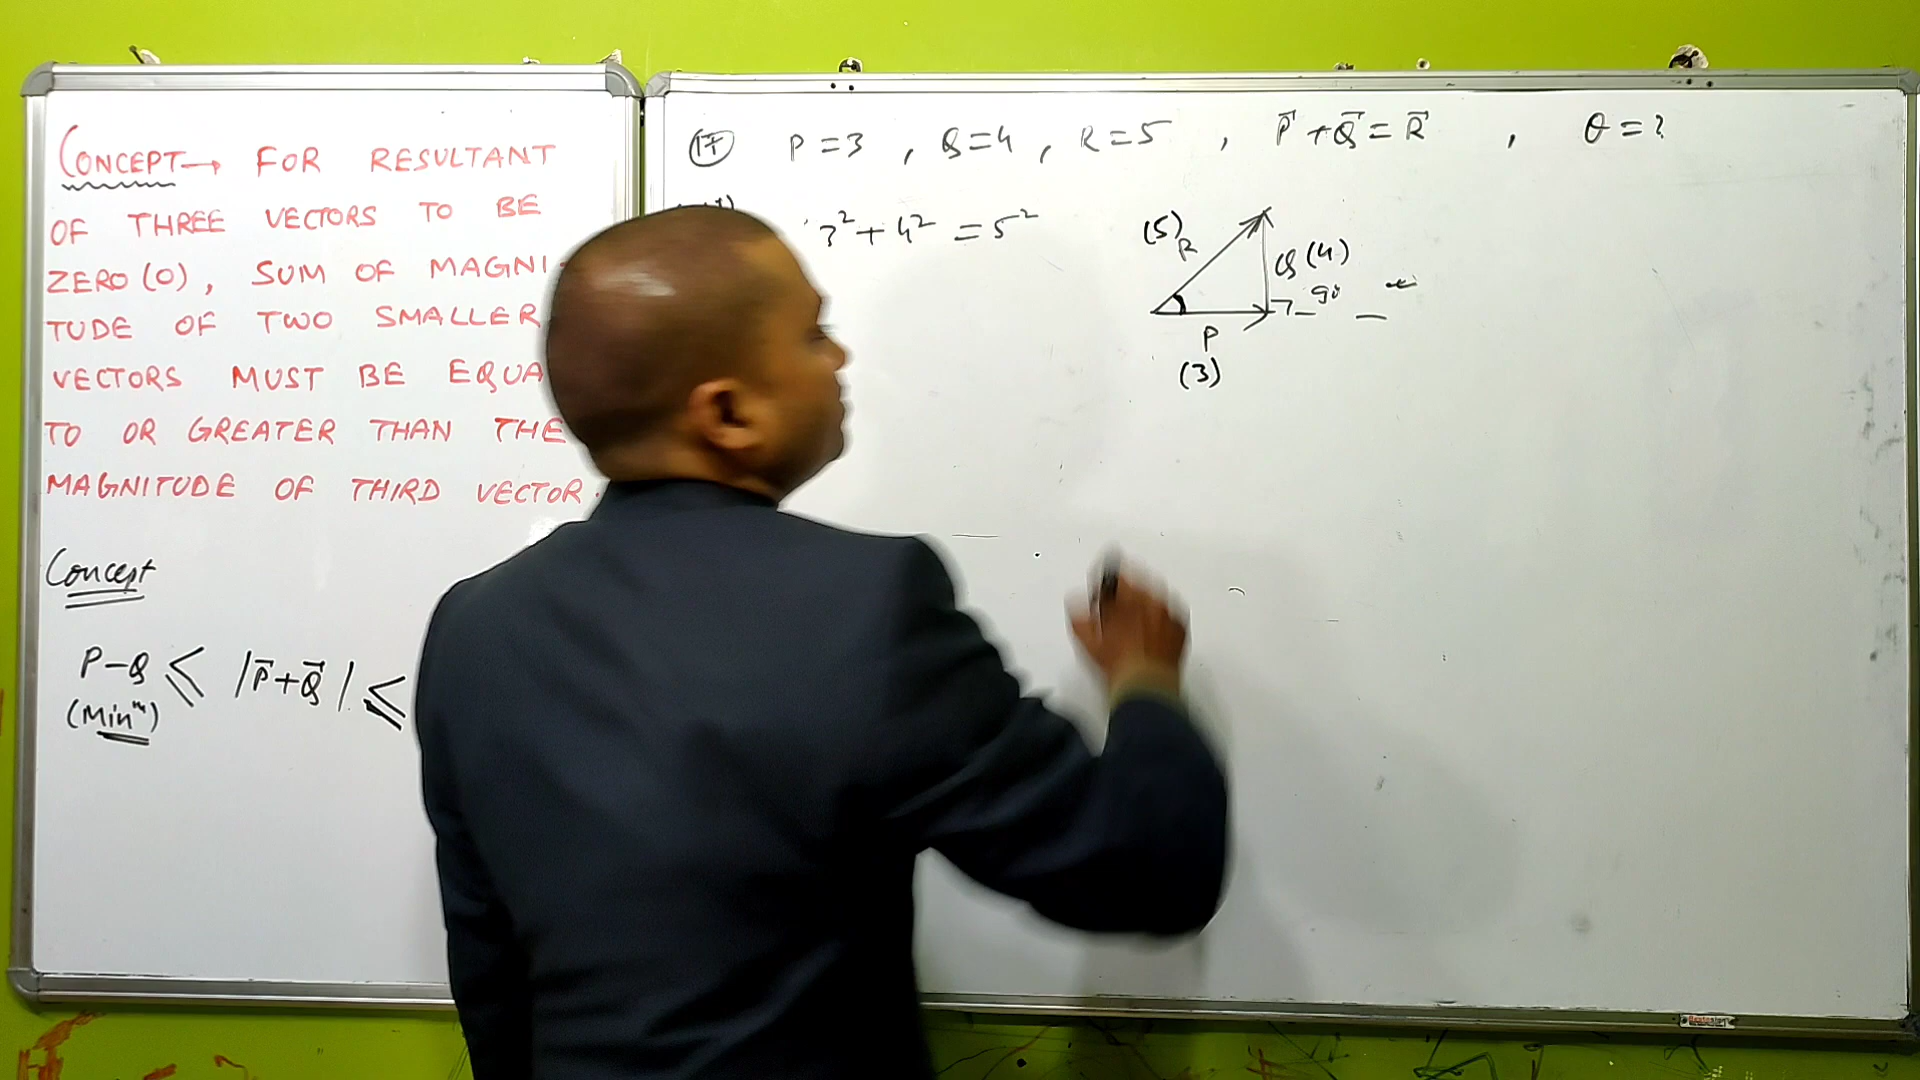 CONCEPT→ FOR RESULTANT
OF THREE VECTORS TO BE
ZERO (0), SUM OF MAGNI-
TUDE OF TWO SMALLER
VECTORS MUST BE EQUA
TO OR GREATER THAN THE
MAGNITUDE OF THIRD VECTOR.
Concept
P-Q ≤ |P⃗+Q⃗| ≤
(Minᵐ)
17 P=3, Q=4, R=5, P⃗+Q⃗=R⃗, θ=?
3²+4²=5²
(5) R
Q (4)
90
P
(3)